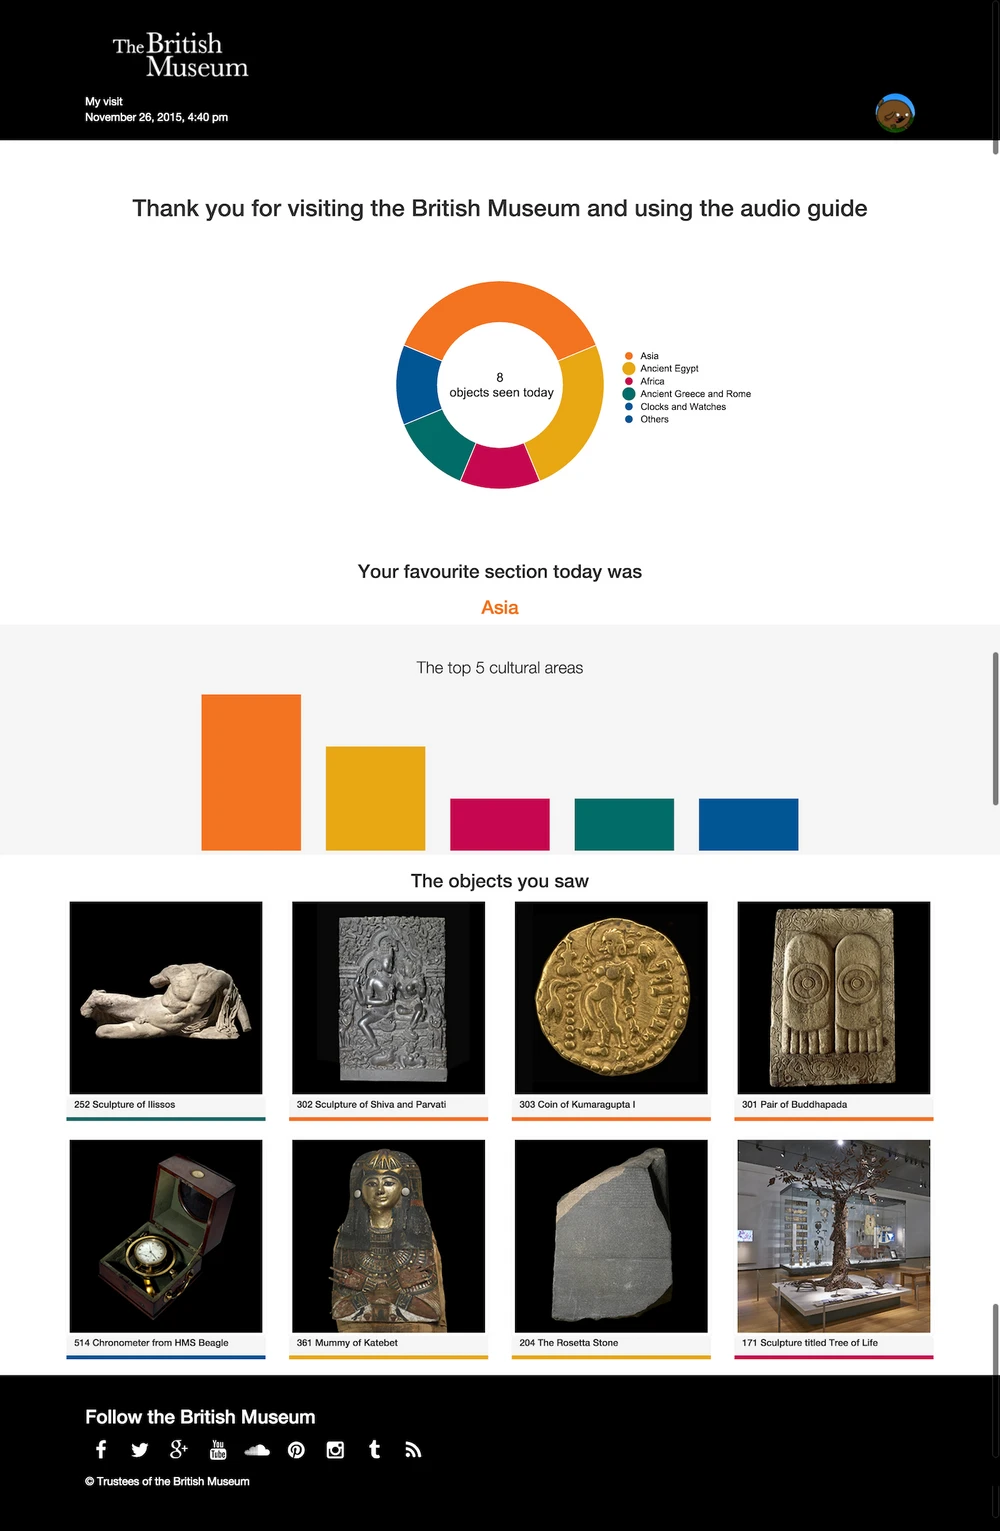 The British
Museum
My visit
November 26, 2015, 4:40 pm
Thank you for visiting the British Museum and using the audio guide
8
objects seen today
Asia
Ancient Egypt
Africa
Ancient Greece and Rome
Clocks and Watches
Others
Your favourite section today was
Asia
The top 5 cultural areas
The objects you saw
252 Sculpture of Ilissos
302 Sculpture of Shiva and Parvati
303 Coin of Kumaragupta I
301 Pair of Buddhapada
514 Chronometer from HMS Beagle
361 Mummy of Katebet
204 The Rosetta Stone
171 Sculpture titled Tree of Life
Follow the British Museum
You
Tube
© Trustees of the British Museum